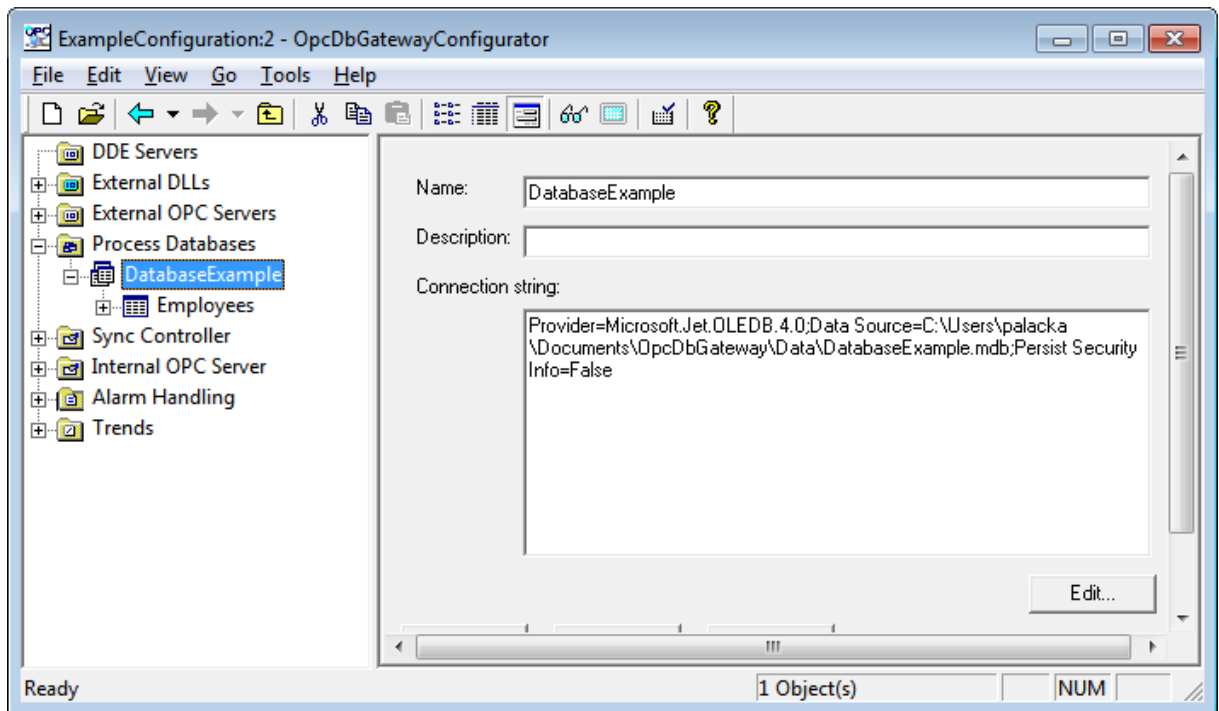 ExampleConfiguration:2 - OpcDbGatewayConfigurator
File Edit View Go Tools Help
DDE Servers
External DLLs
External OPC Servers
Process Databases
DatabaseExample
Employees
Sync Controller
Internal OPC Server
Alarm Handling
Trends
Name:
DatabaseExample
Description:
Connection string:
Provider=Microsoft.Jet.OLEDB.4.0;Data Source=C:\Users\palacka
\Documents\OpcDbGateway\Data\DatabaseExample.mdb;Persist Security
Info=False
Edit...
Ready
1 Object(s)
NUM